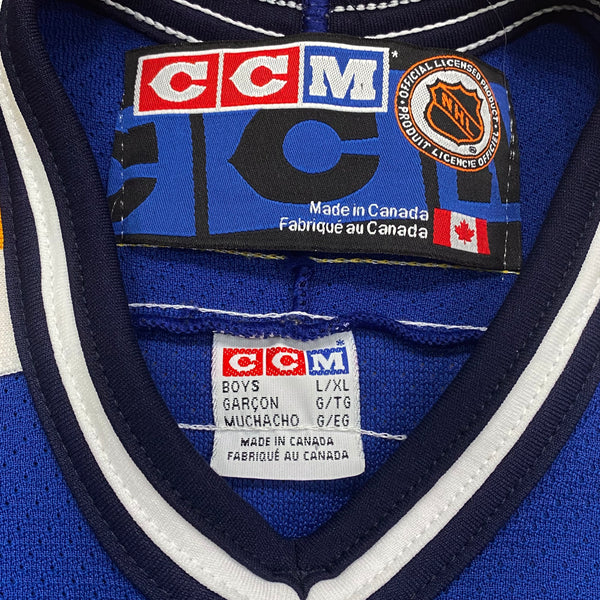 CCM
OFFICIAL LICENSED PRODUCT
NHL
PRODUIT LICENCIÉ OFFICIEL
C
Made in Canada
Fabriqué au Canada
CCM
BOYS L/XL
GARÇON G/TG
MUCHACHO G/EG
MADE IN CANADA
FABRIQUÉ AU CANADA